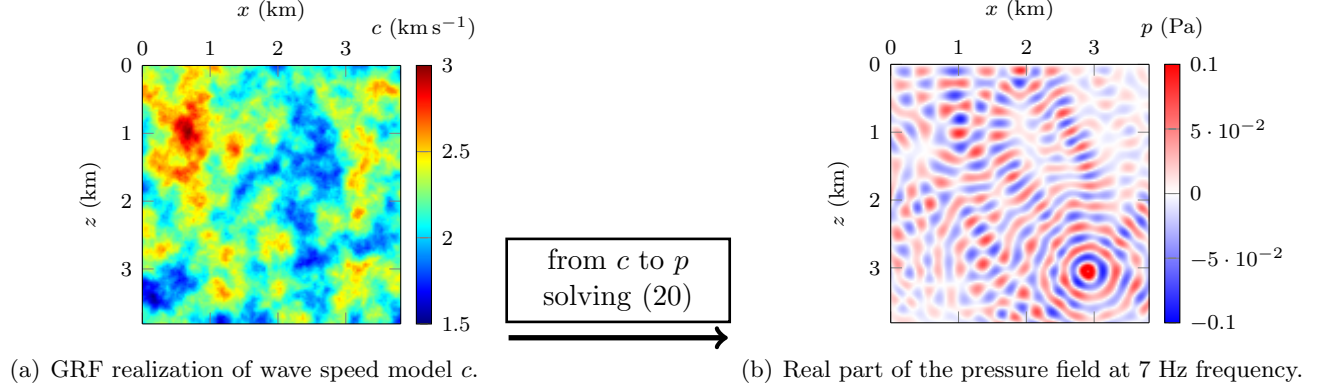 x (km)
c (km s⁻¹)
0 1 2 3
0
1
2
3
z (km)
3
2.5
2
1.5
from c to p
solving (20)
x (km)
p (Pa)
0 1 2 3
0
1
2
3
z (km)
0.1
5 · 10⁻²
0
−5 · 10⁻²
−0.1
(a) GRF realization of wave speed model c.
(b) Real part of the pressure field at 7 Hz frequency.